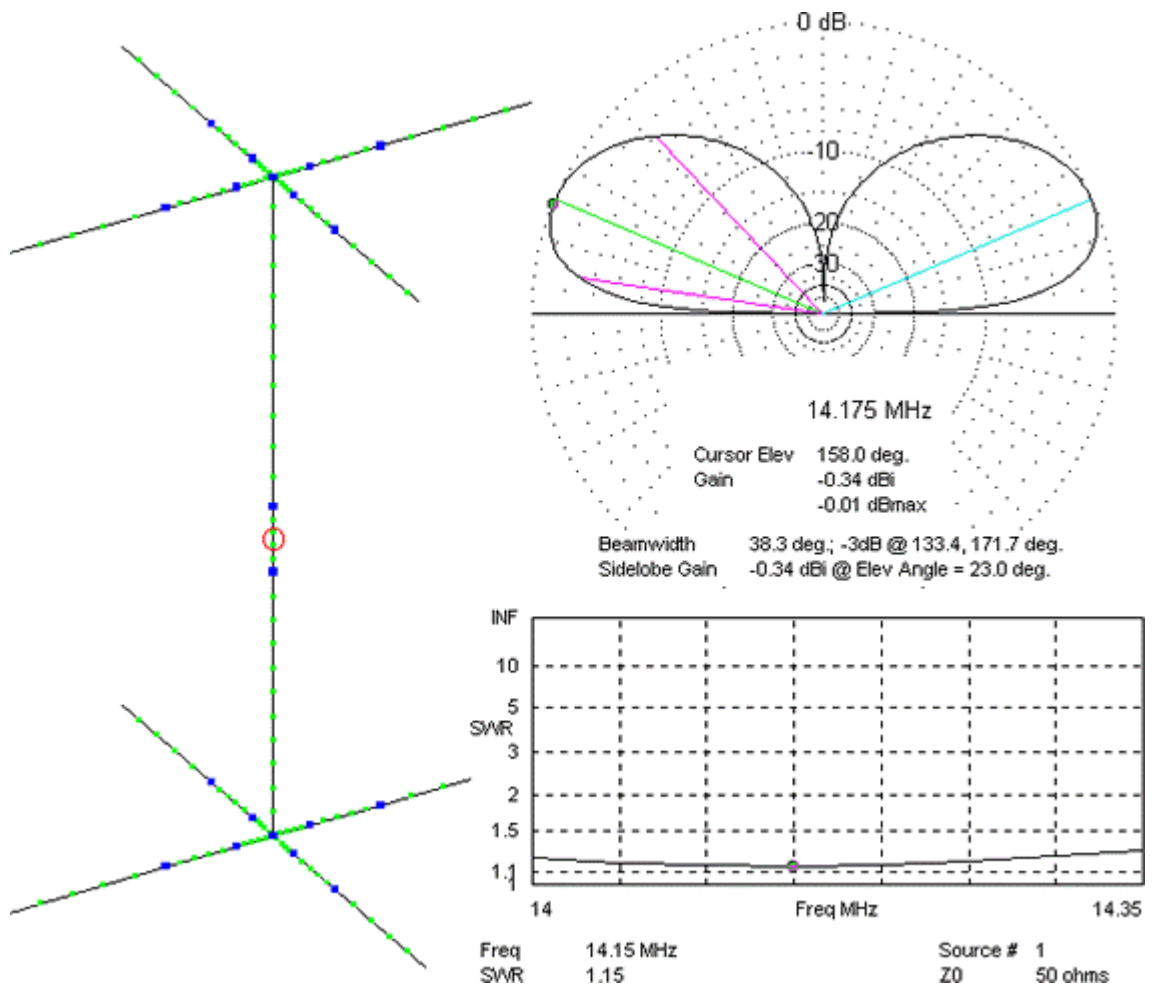 0 dB
-10
-20
-30
14.175 MHz
Cursor Elev 158.0 deg.
Gain -0.34 dBi
-0.01 dBmax
Beamwidth 38.3 deg.; -3dB @ 133.4, 171.7 deg.
Sidelobe Gain -0.34 dBi @ Elev Angle = 23.0 deg.
INF
10
5
SWR
3
2
1.5
1.1
1
14 Freq MHz 14.35
Freq 14.15 MHz Source # 1
SWR 1.15 Z0 50 ohms